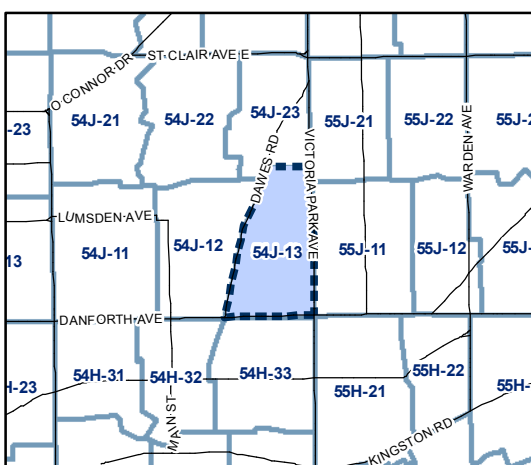 O CONNOR DR
ST CLAIR AVE E
-23
54J-21
54J-22
54J-23
55J-21
55J-22
55J-2
DAWES RD
VICTORIA PARK AVE
WARDEN AVE
LUMSDEN AVE
13
54J-11
54J-12
54J-13
55J-11
55J-12
55J-
DANFORTH AVE
H-23
54H-31
54H-32
54H-33
55H-21
55H-22
55H-
MAIN ST
KINGSTON RD